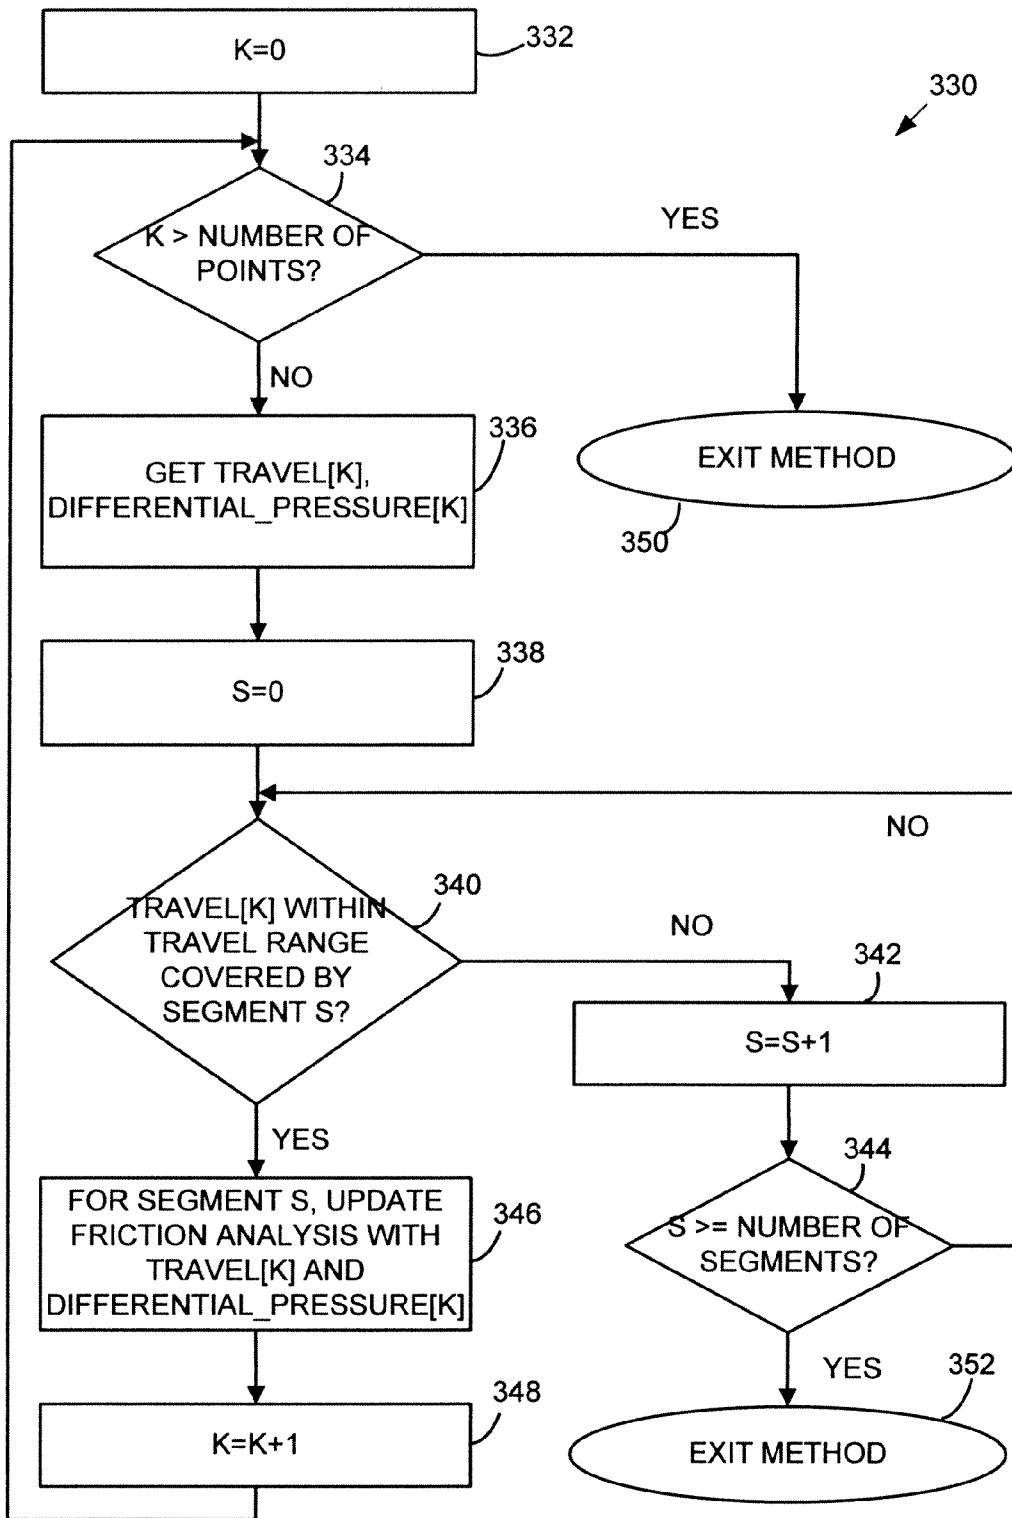 K=0
332
330
334
K > NUMBER OF
POINTS?
YES
NO
336
GET TRAVEL[K],
DIFFERENTIAL_PRESSURE[K]
EXIT METHOD
350
338
S=0
NO
340
TRAVEL[K] WITHIN
TRAVEL RANGE
COVERED BY
SEGMENT S?
NO
342
S=S+1
YES
344
S >= NUMBER OF
SEGMENTS?
346
FOR SEGMENT S, UPDATE
FRICTION ANALYSIS WITH
TRAVEL[K] AND
DIFFERENTIAL_PRESSURE[K]
YES
352
348
K=K+1
EXIT METHOD